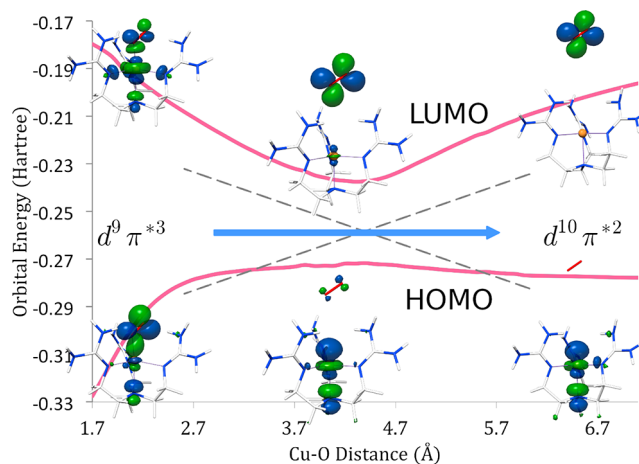 -0.17
-0.19
-0.21
-0.23
-0.25
-0.27
-0.29
-0.31
-0.33
Orbital Energy (Hartree)
LUMO
d⁹ π*³
d¹⁰ π*²
HOMO
1.7 2.7 3.7 4.7 5.7 6.7
Cu-O Distance (Å)